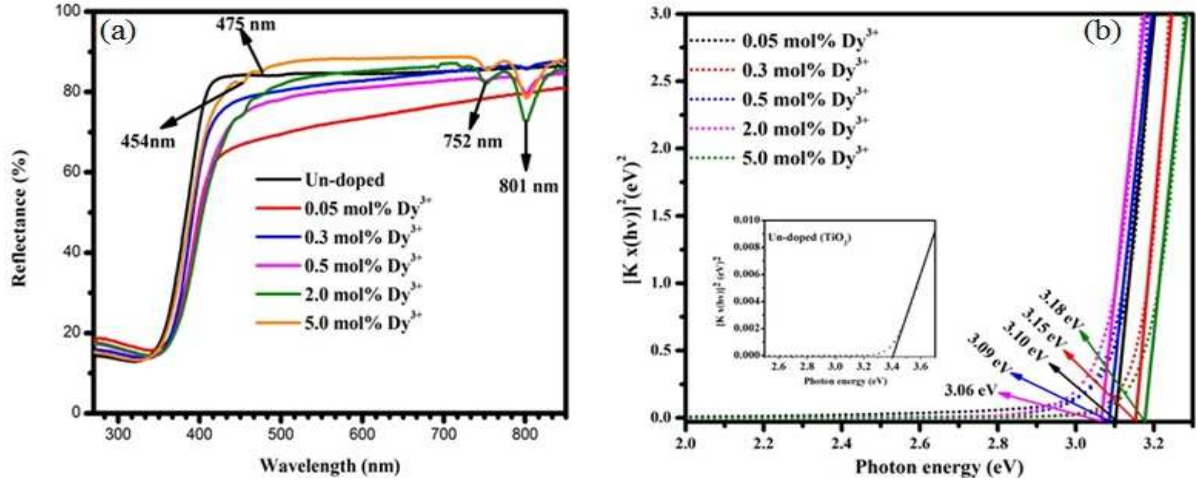 (a)
475 nm
454nm
752 nm
801 nm
Un-doped
0.05 mol% Dy³⁺
0.3 mol% Dy³⁺
0.5 mol% Dy³⁺
2.0 mol% Dy³⁺
5.0 mol% Dy³⁺
Reflectance (%)
100
80
60
40
20
0
300 400 500 600 700 800
Wavelength (nm)
(b)
0.05 mol% Dy³⁺
0.3 mol% Dy³⁺
0.5 mol% Dy³⁺
2.0 mol% Dy³⁺
5.0 mol% Dy³⁺
[K x(hv)]²(eV)²
3.0
2.5
2.0
1.5
1.0
0.5
0.0
Un-doped (TiO₂)
[K x(hv)]² (eV)²
0.010
0.008
0.006
0.004
0.002
0.000
2.6 2.8 3.0 3.2 3.4 3.6
Photon energy (eV)
3.18 eV
3.15 eV
3.10 eV
3.09 eV
3.06 eV
2.0 2.2 2.4 2.6 2.8 3.0 3.2
Photon energy (eV)